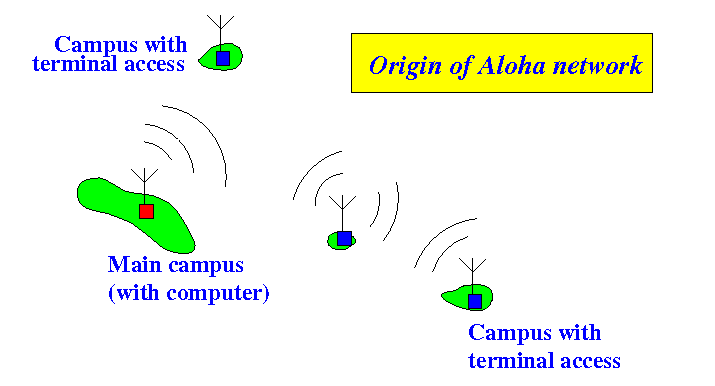 Campus with
terminal access
Origin of Aloha network
Main campus
(with computer)
Campus with
terminal access